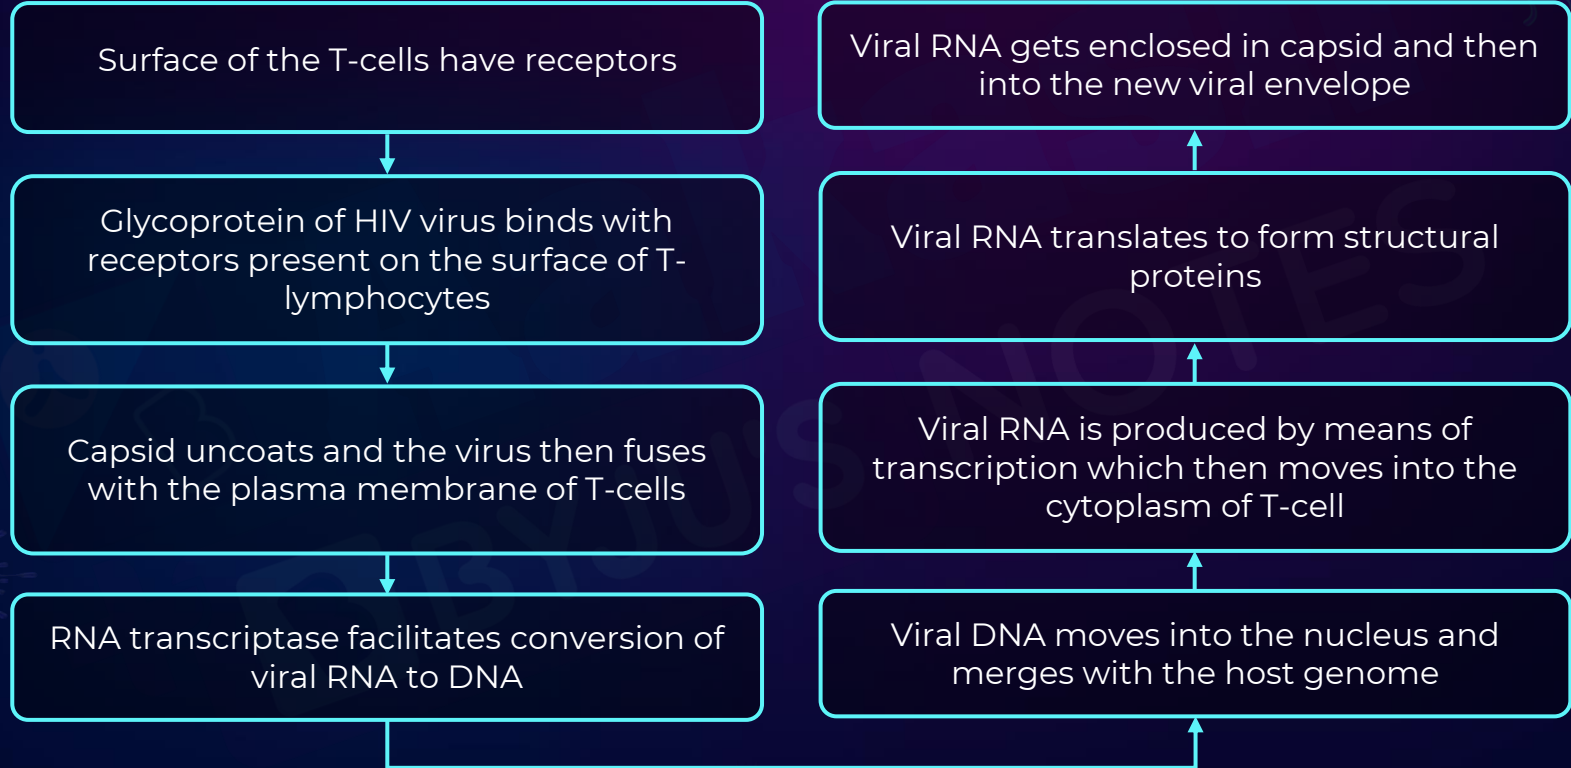 Surface of the T-cells have receptors
Glycoprotein of HIV virus binds with
receptors present on the surface of T-
lymphocytes
Capsid uncoats and the virus then fuses
with the plasma membrane of T-cells
RNA transcriptase facilitates conversion of
viral RNA to DNA
Viral DNA moves into the nucleus and
merges with the host genome
Viral RNA is produced by means of
transcription which then moves into the
cytoplasm of T-cell
Viral RNA translates to form structural
proteins
Viral RNA gets enclosed in capsid and then
into the new viral envelope
BYJU'S NOTES